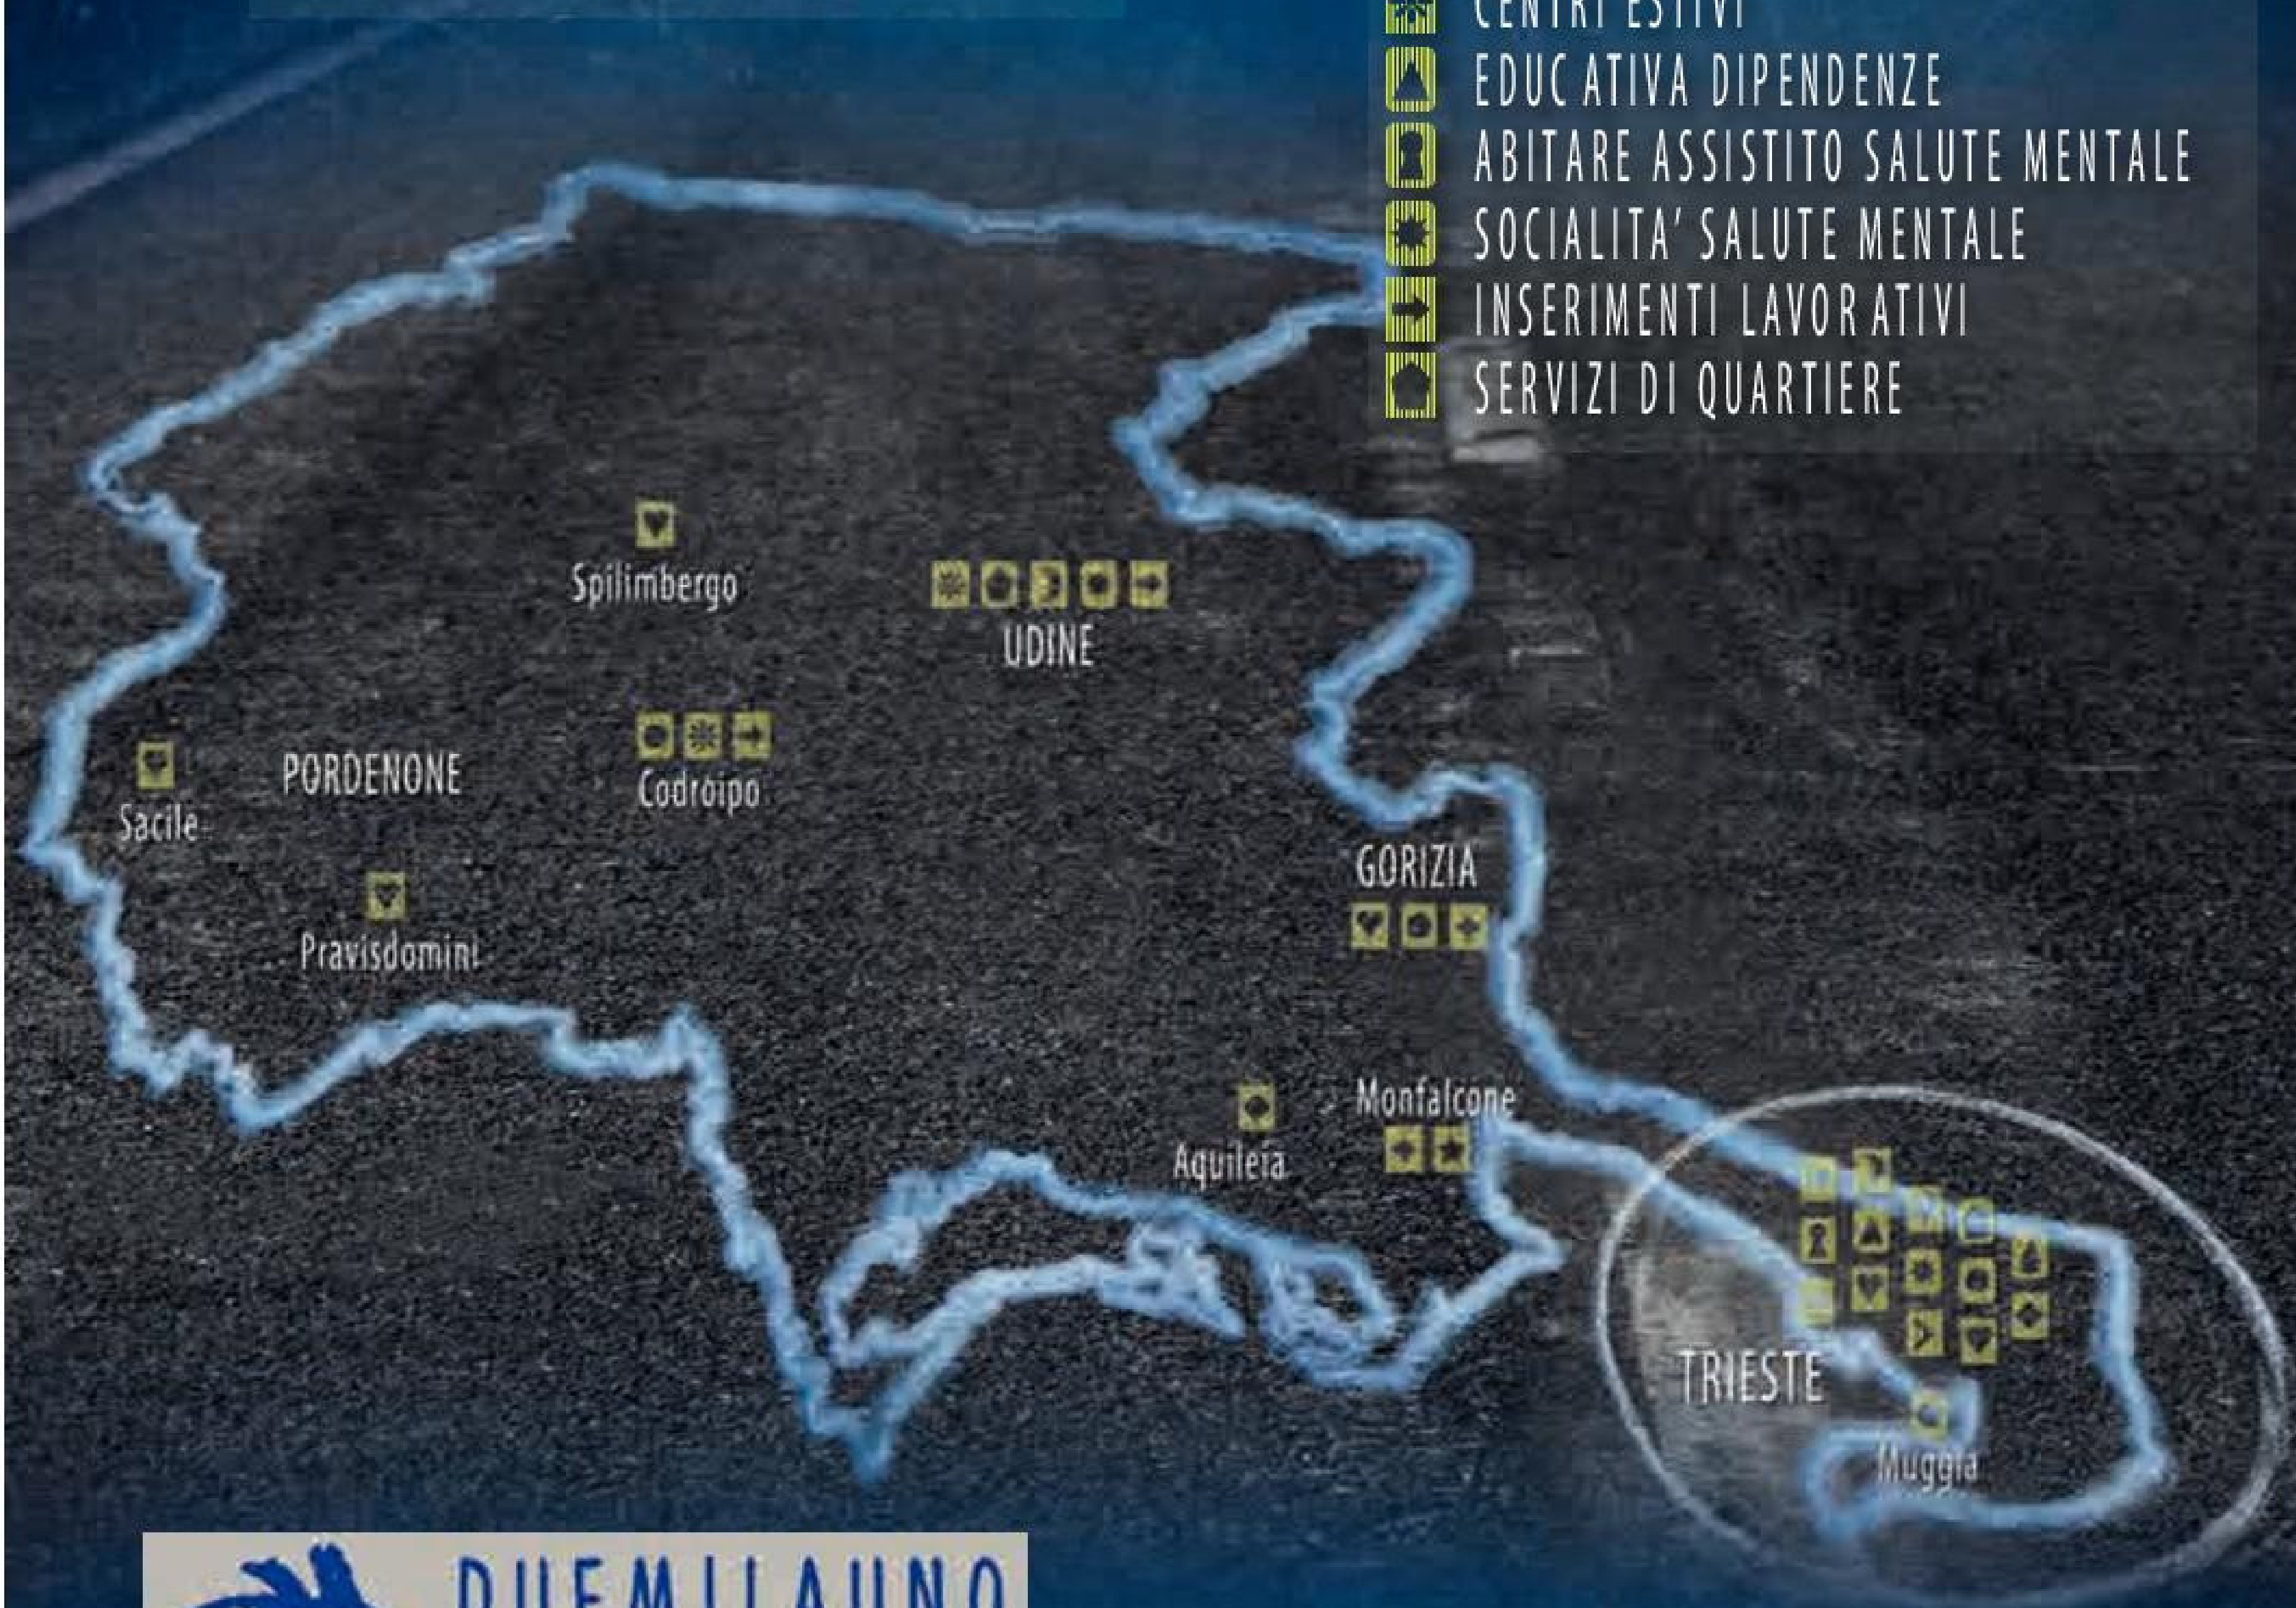 CENTRI ESTIVI
EDUCATIVA DIPENDENZE
ABITARE ASSISTITO SALUTE MENTALE
SOCIALITA' SALUTE MENTALE
INSERIMENTI LAVORATIVI
SERVIZI DI QUARTIERE
Spilimbergo
UDINE
PORDENONE
Codroipo
Sacile
GORIZIA
Pravisdomini
Monfalcone
Aquileia
TRIESTE
Muggia
DUEMILAUNO